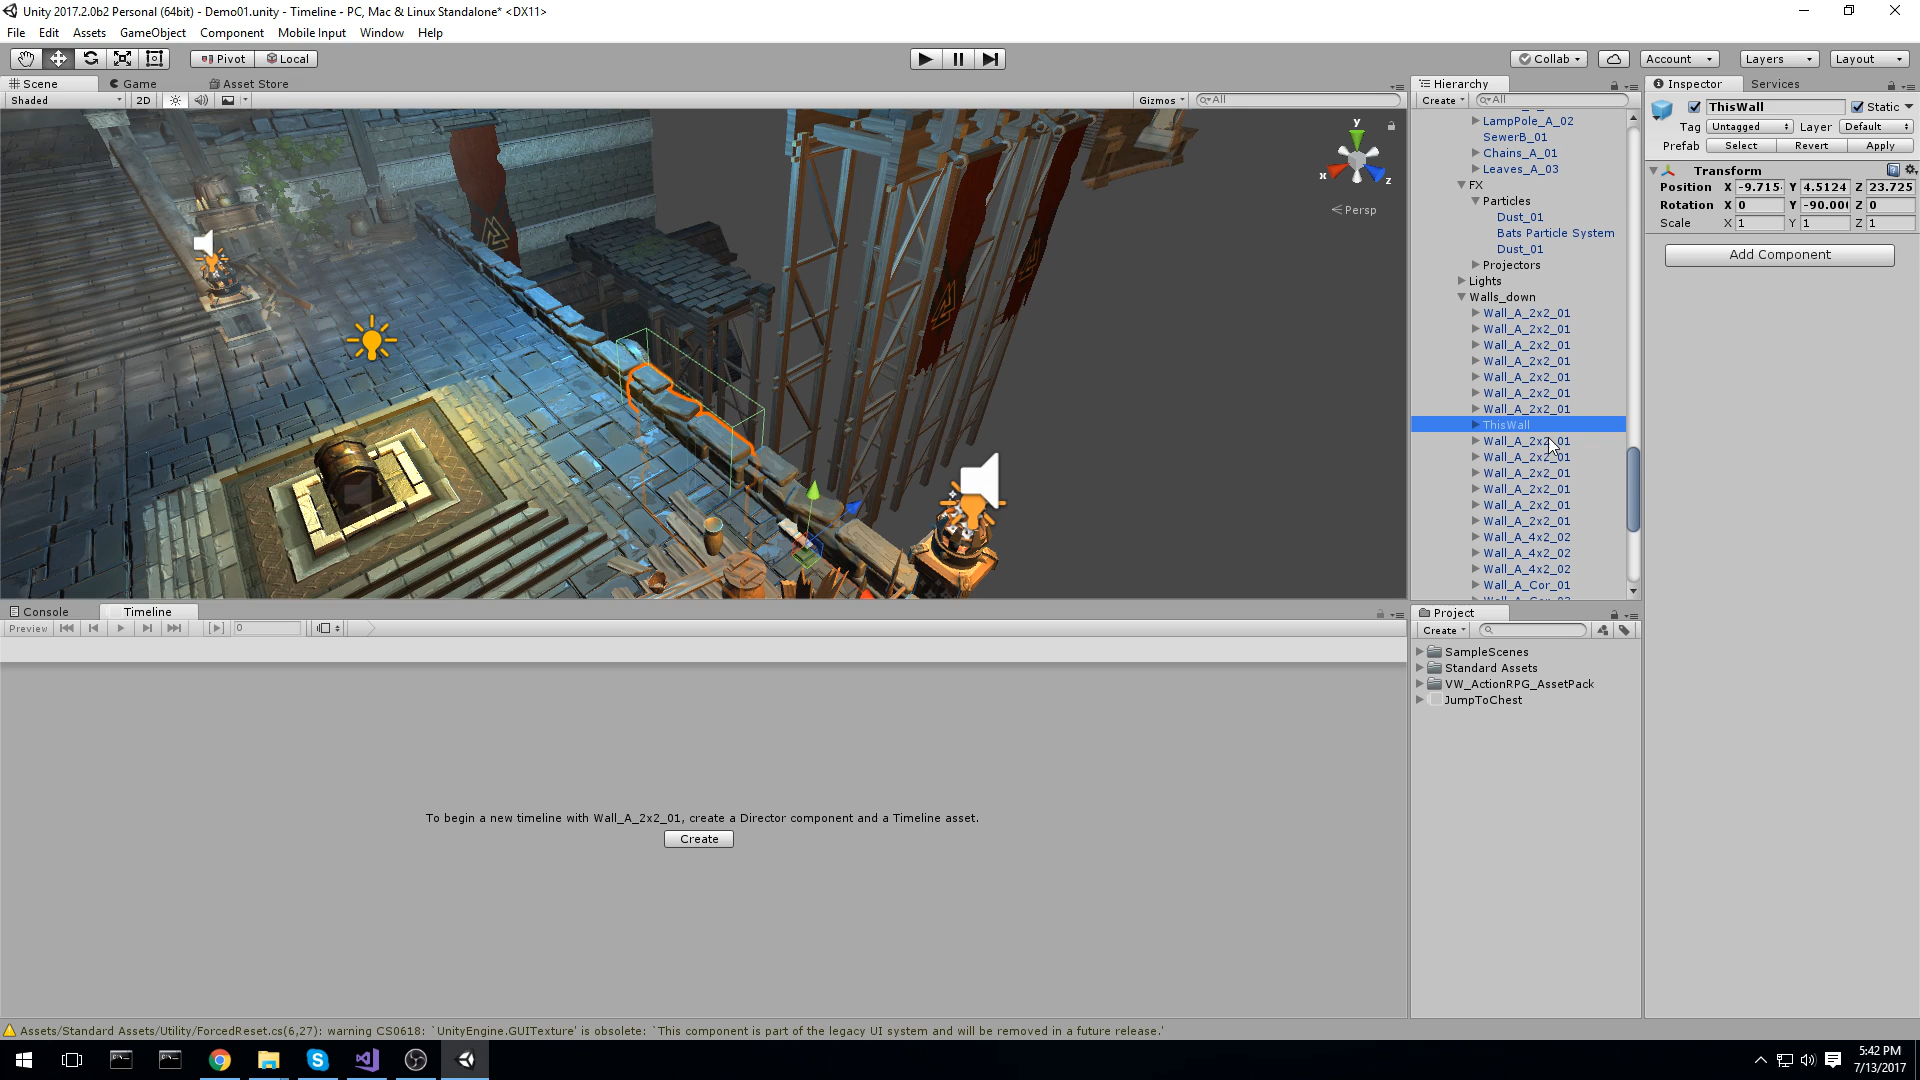 Unity 2017.2.0b2 Personal (64bit) - Demo01.unity - Timeline - PC, Mac & Linux Standalone* <DX11>
File Edit Assets GameObject Component Mobile Input Window Help
Pivot Local Collab Account Layers Layout
Scene Game Asset Store
Shaded 2D Gizmos All
y
x
z
Persp
Hierarchy
Create All
LampPole_A_02
SewerB_01
Chains_A_01
Leaves_A_03
FX
Particles
Dust_01
Bats Particle System
Dust_01
Projectors
Lights
Walls_down
Wall_A_2x2_01
Wall_A_2x2_01
Wall_A_2x2_01
Wall_A_2x2_01
Wall_A_2x2_01
Wall_A_2x2_01
Wall_A_2x2_01
ThisWall
Wall_A_2x2_01
Wall_A_2x2_01
Wall_A_2x2_01
Wall_A_2x2_01
Wall_A_2x2_01
Wall_A_2x2_01
Wall_A_4x2_02
Wall_A_4x2_02
Wall_A_4x2_02
Wall_A_Cor_01
Inspector Services
ThisWall Static
Tag Untagged Layer Default
Prefab Select Revert Apply
Transform
Position X -9.715 Y 4.5124 Z 23.725
Rotation X 0 Y -90.00 Z 0
Scale X 1 Y 1 Z 1
Add Component
Console Timeline
Preview 0
To begin a new timeline with Wall_A_2x2_01, create a Director component and a Timeline asset.
Create
Project
Create
SampleScenes
Standard Assets
VW_ActionRPG_AssetPack
JumpToChest
Assets/Standard Assets/Utility/ForcedReset.cs(6,27): warning CS0618: `UnityEngine.GUITexture' is obsolete: `This component is part of the legacy UI system and will be removed in a future release.'
5:42 PM
7/13/2017